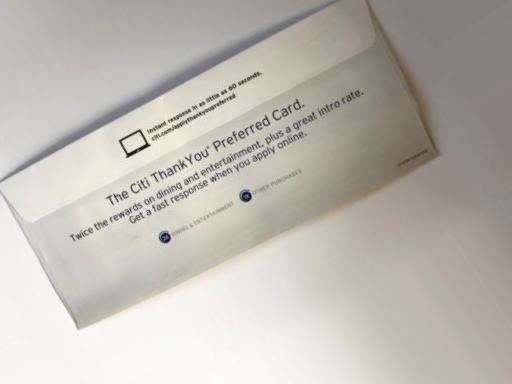 Instant response in as little as 60 seconds.
citi.com/applythankyoupreferred
The Citi ThankYou® Preferred Card.
Twice the rewards on dining and entertainment, plus a great intro rate.
Get a fast response when you apply online.
2X DINING & ENTERTAINMENT 1X OTHER PURCHASES